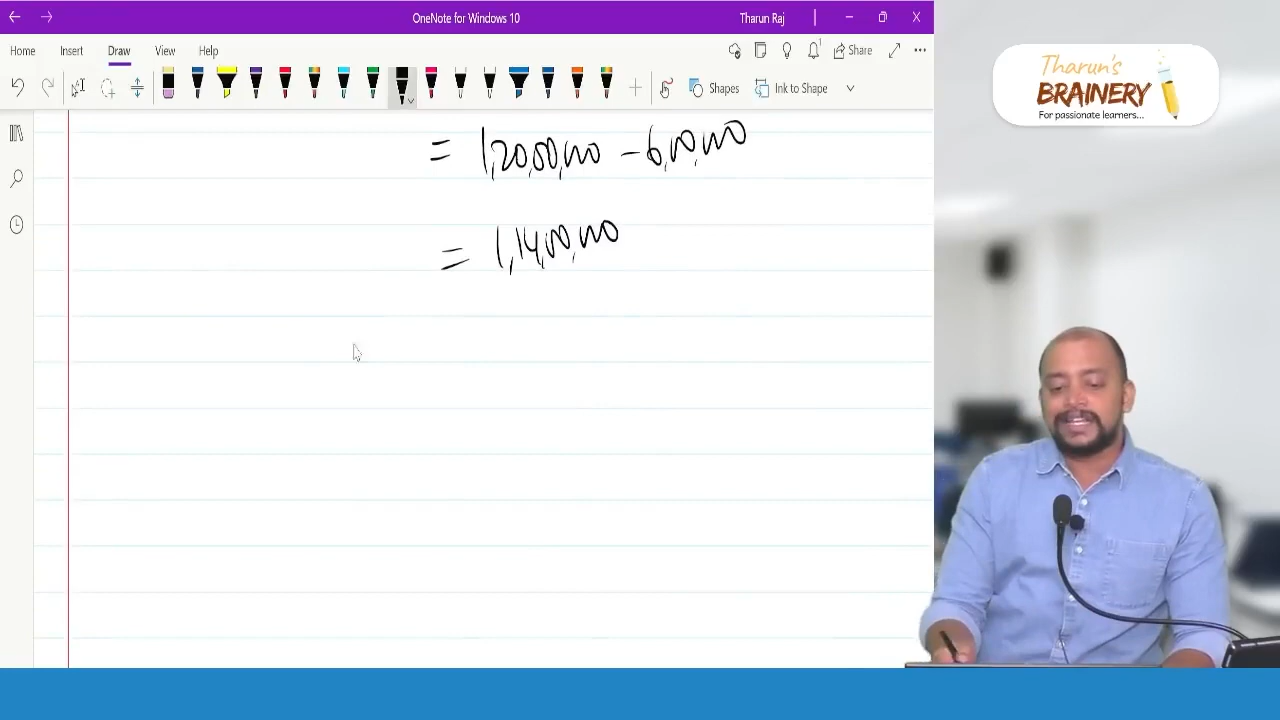 OneNote for Windows 10
Tharun Raj
Home Insert Draw View Help
Share
Shapes
Ink to Shape
= 1,20,00,000 - 6,00,000
= 1,14,00,000
Tharun's
BRAINERY
For passionate learners...